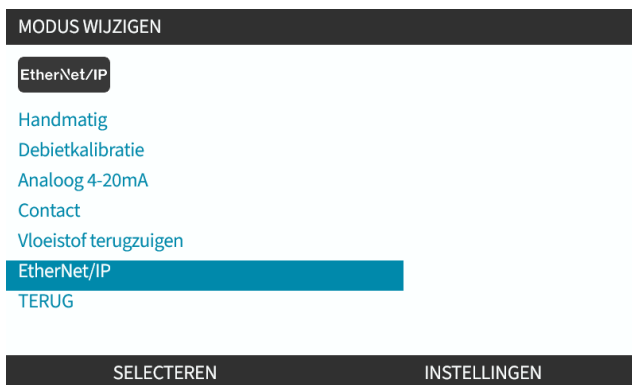 MODUS WIJZIGEN
EtherNet/IP
Handmatig
Debietkalibratie
Analoog 4-20mA
Contact
Vloeistof terugzuigen
EtherNet/IP
TERUG
SELECTEREN INSTELLINGEN